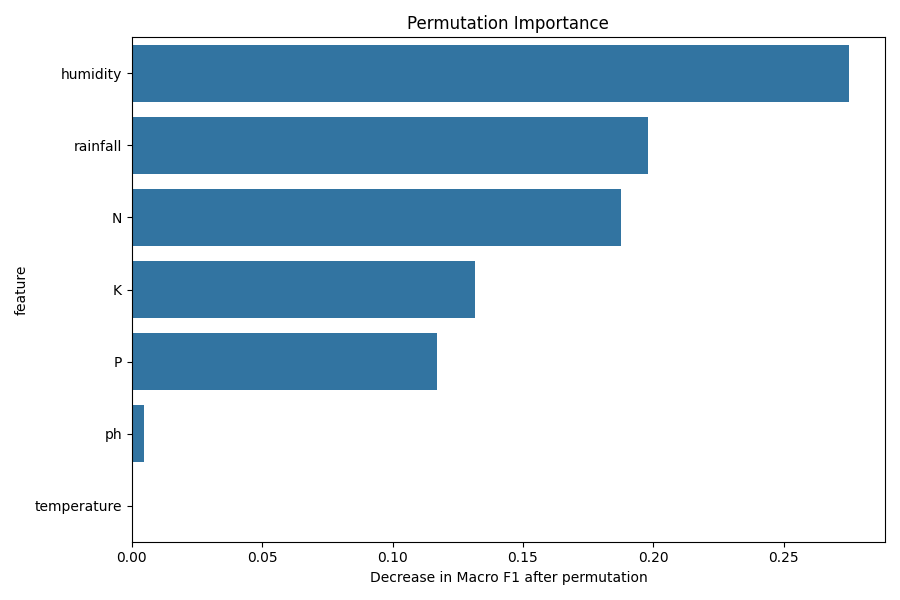 Permutation Importance
feature
humidity
rainfall
N
K
P
ph
temperature
0.00 0.05 0.10 0.15 0.20 0.25
Decrease in Macro F1 after permutation